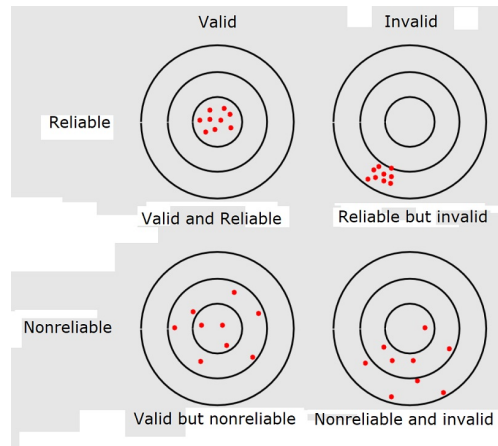 Valid
Invalid
Reliable
Valid and Reliable
Reliable but invalid
Nonreliable
Valid but nonreliable
Nonreliable and invalid